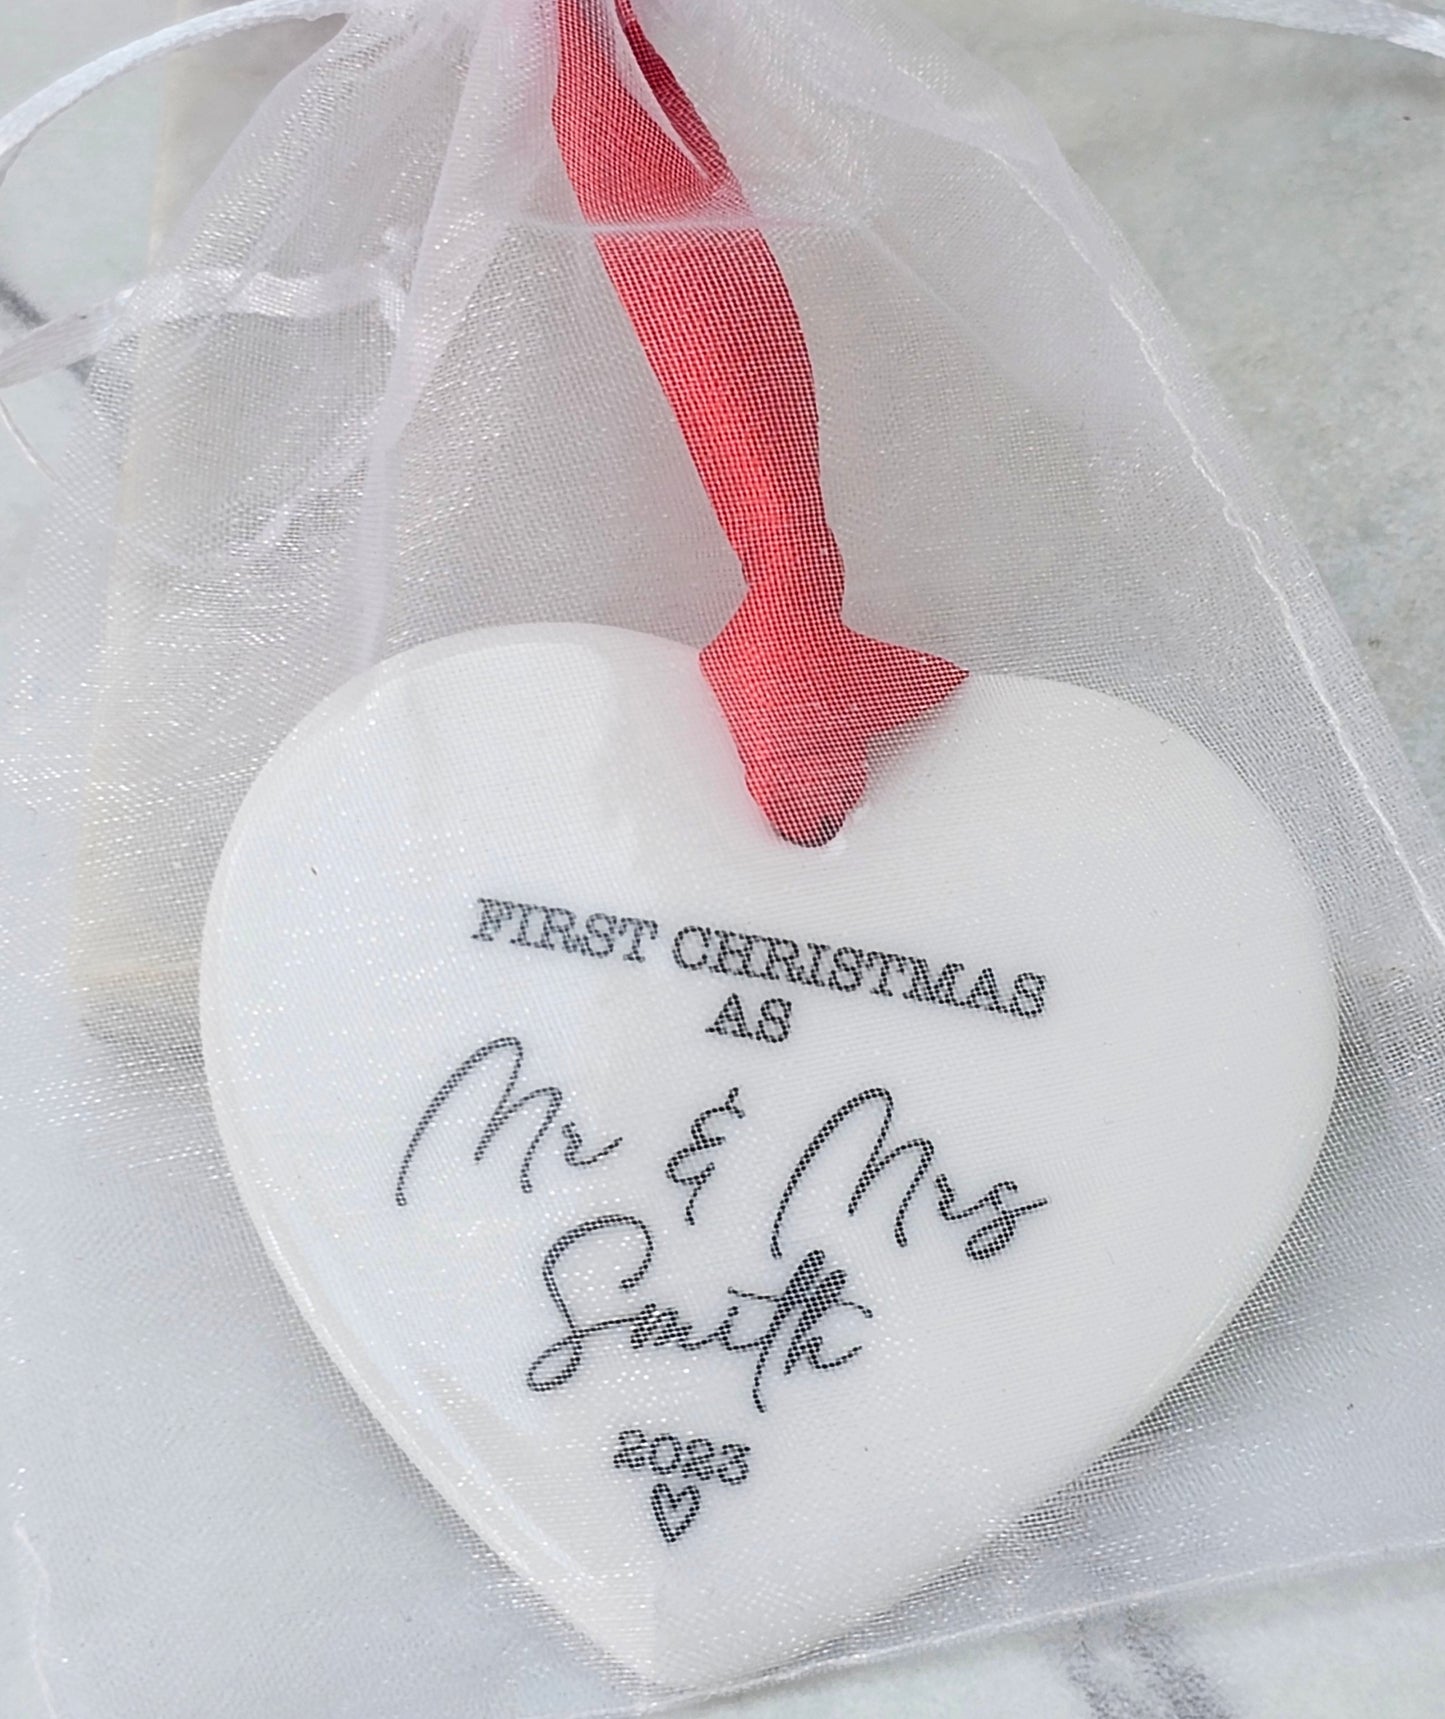 FIRST CHRISTMAS
AS
Mr & Mrs
Smith
2023